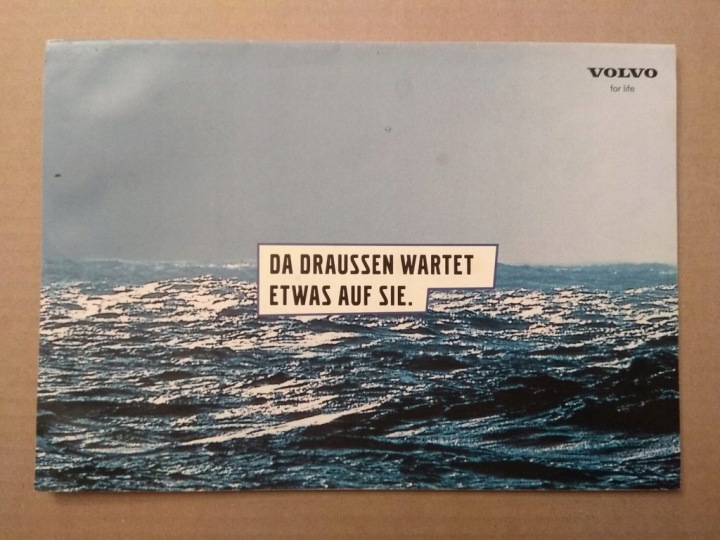 VOLVO
for life
DA DRAUSSEN WARTET
ETWAS AUF SIE.